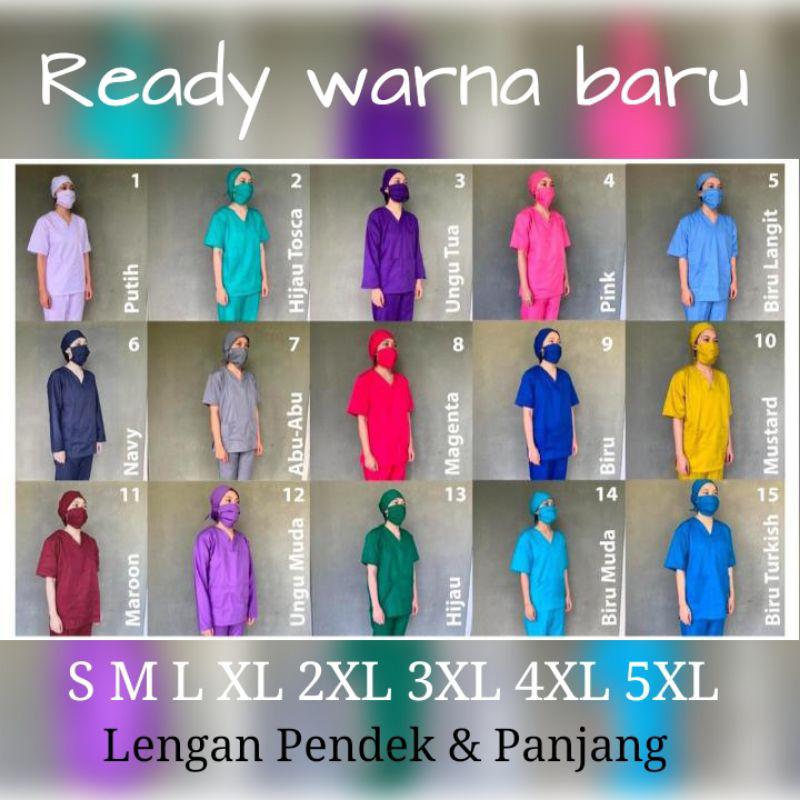 Ready warna baru
1
Putih
2
Hijau Tosca
3
Ungu Tua
4
Pink
5
Biru Langit
6
Navy
7
Abu-Abu
8
Magenta
9
Biru
10
Mustard
11
Maroon
12
Ungu Muda
13
Hijau
14
Biru Muda
15
Biru Turkish
S M L XL 2XL 3XL 4XL 5XL
Lengan Pendek & Panjang